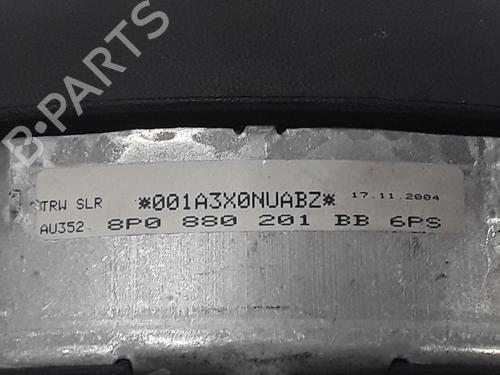 B-PARTS
TRW SLR *001A3X0NUABZ* 17.11.2004
AU352 8P0 880 201 BB 6PS